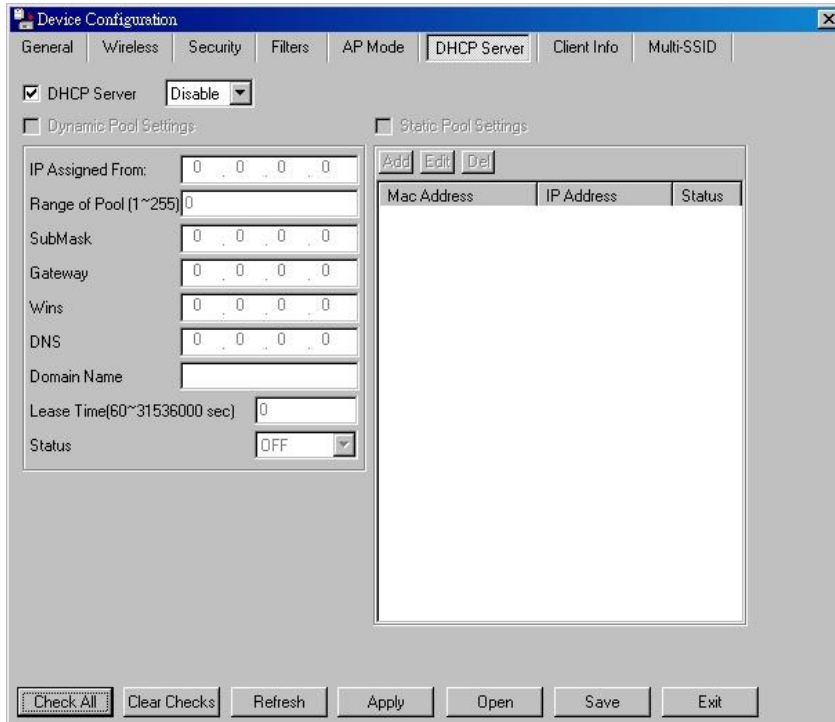 Device Configuration
General Wireless Security Filters AP Mode DHCP Server Client Info Multi-SSID
DHCP Server Disable
Dynamic Pool Settings Static Pool Settings
Add Edit Del
Mac Address IP Address Status
IP Assigned From: 0 . 0 . 0 . 0
Range of Pool (1~255) 0
SubMask 0 . 0 . 0 . 0
Gateway 0 . 0 . 0 . 0
Wins 0 . 0 . 0 . 0
DNS 0 . 0 . 0 . 0
Domain Name
Lease Time(60~31536000 sec) 0
Status OFF
Check All Clear Checks Refresh Apply Open Save Exit